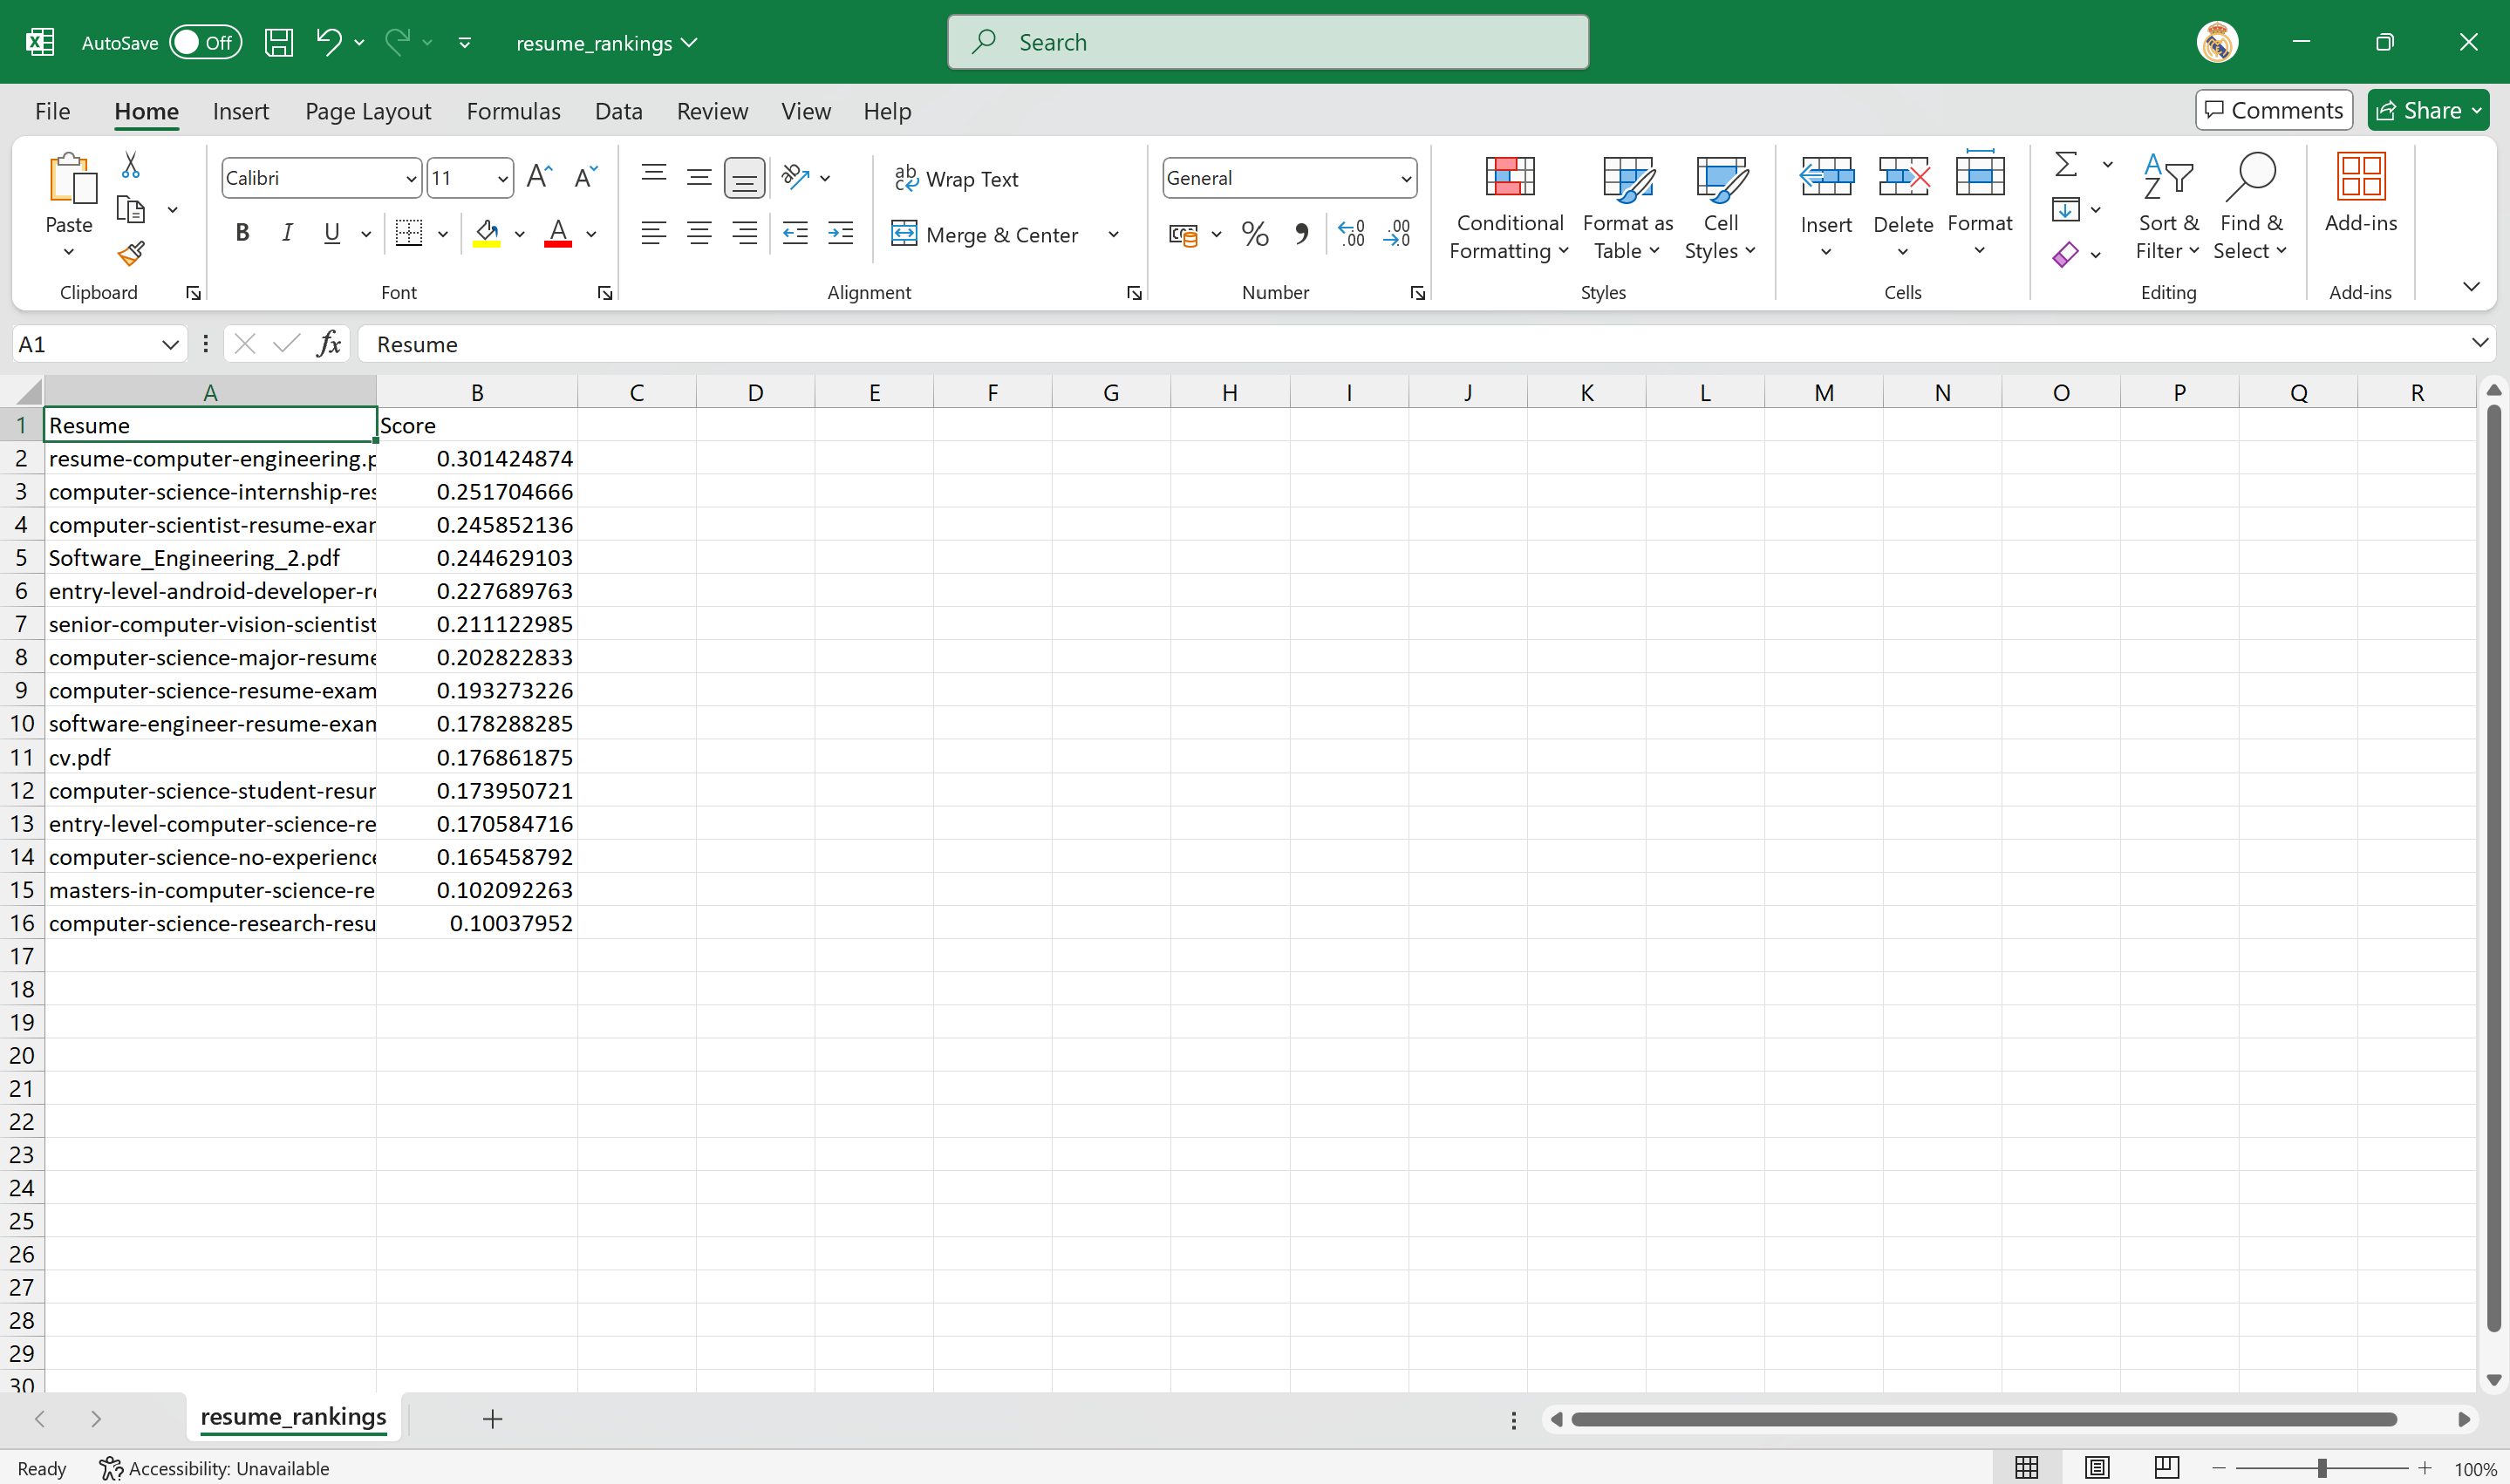 AutoSave Off resume_rankings Search
File Home Insert Page Layout Formulas Data Review View Help Comments Share
Paste
Clipboard
Calibri 11
B I U A
Font
Wrap Text
Merge & Center
Alignment
General
Number
Conditional Formatting
Format as Table
Cell Styles
Styles
Insert Delete Format
Cells
Sort & Filter
Find & Select
Editing
Add-ins
Add-ins
A1 fx Resume
A B C D E F G H I J K L M N O P Q R
1 Resume Score
2 resume-computer-engineering.p 0.301424874
3 computer-science-internship-res 0.251704666
4 computer-scientist-resume-exar 0.245852136
5 Software_Engineering_2.pdf 0.244629103
6 entry-level-android-developer-r 0.227689763
7 senior-computer-vision-scientist 0.211122985
8 computer-science-major-resume 0.202822833
9 computer-science-resume-exam 0.193273226
10 software-engineer-resume-exan 0.178288285
11 cv.pdf 0.176861875
12 computer-science-student-resur 0.173950721
13 entry-level-computer-science-re 0.170584716
14 computer-science-no-experience 0.165458792
15 masters-in-computer-science-re 0.102092263
16 computer-science-research-resu 0.10037952
17
18
19
20
21
22
23
24
25
26
27
28
29
30
resume_rankings
Ready Accessibility: Unavailable 100%